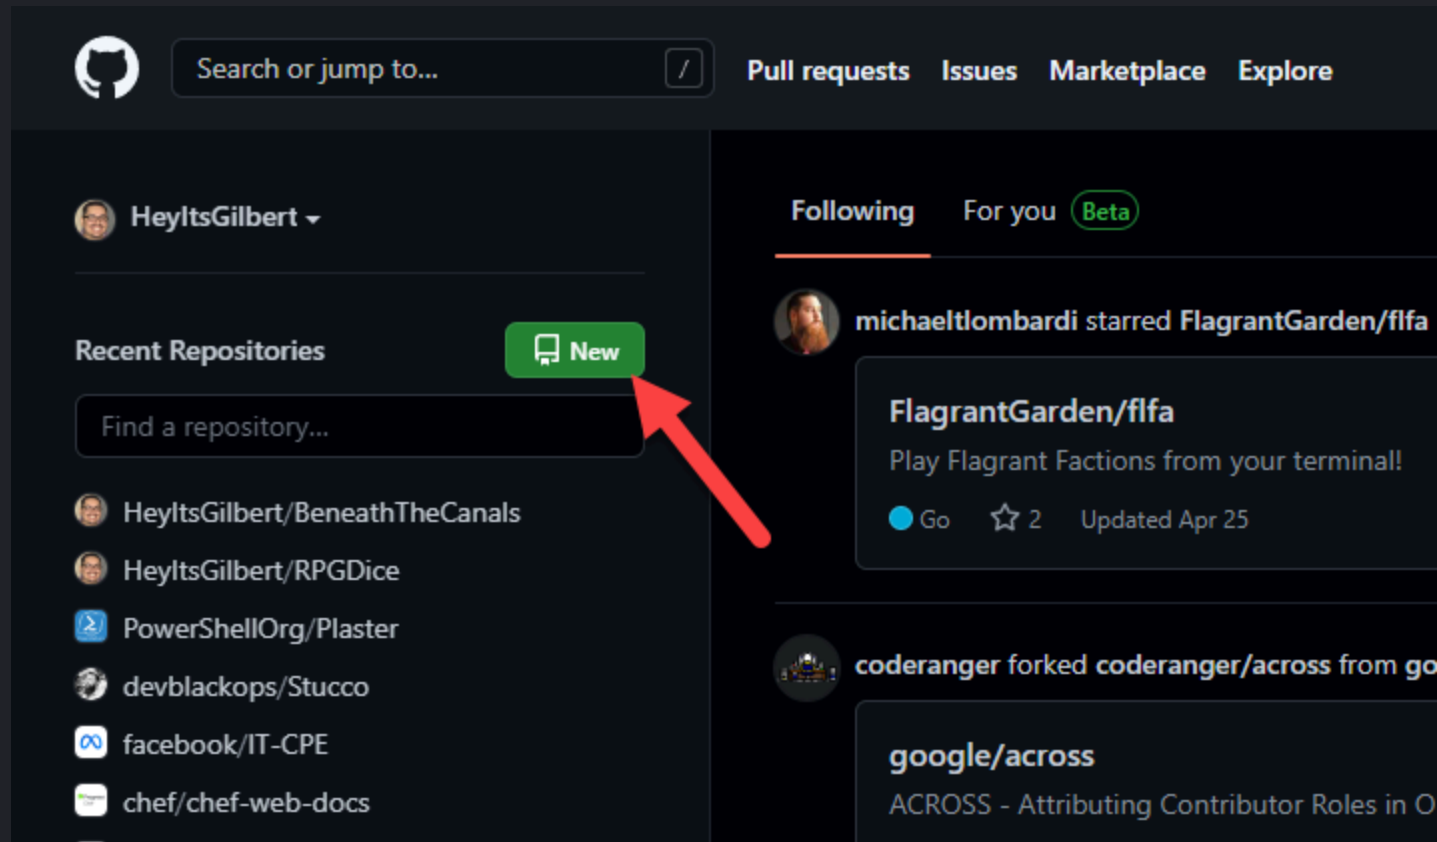 Search or jump to... /
Pull requests Issues Marketplace Explore
HeyItsGilbert
Recent Repositories
New
Find a repository...
HeyItsGilbert/BeneathTheCanals
HeyItsGilbert/RPGDice
PowerShellOrg/Plaster
devblackops/Stucco
facebook/IT-CPE
chef/chef-web-docs
Following For you Beta
michaeltlombardi starred FlagrantGarden/flfa
FlagrantGarden/flfa
Play Flagrant Factions from your terminal!
Go 2 Updated Apr 25
coderanger forked coderanger/across from go
google/across
ACROSS - Attributing Contributor Roles in O